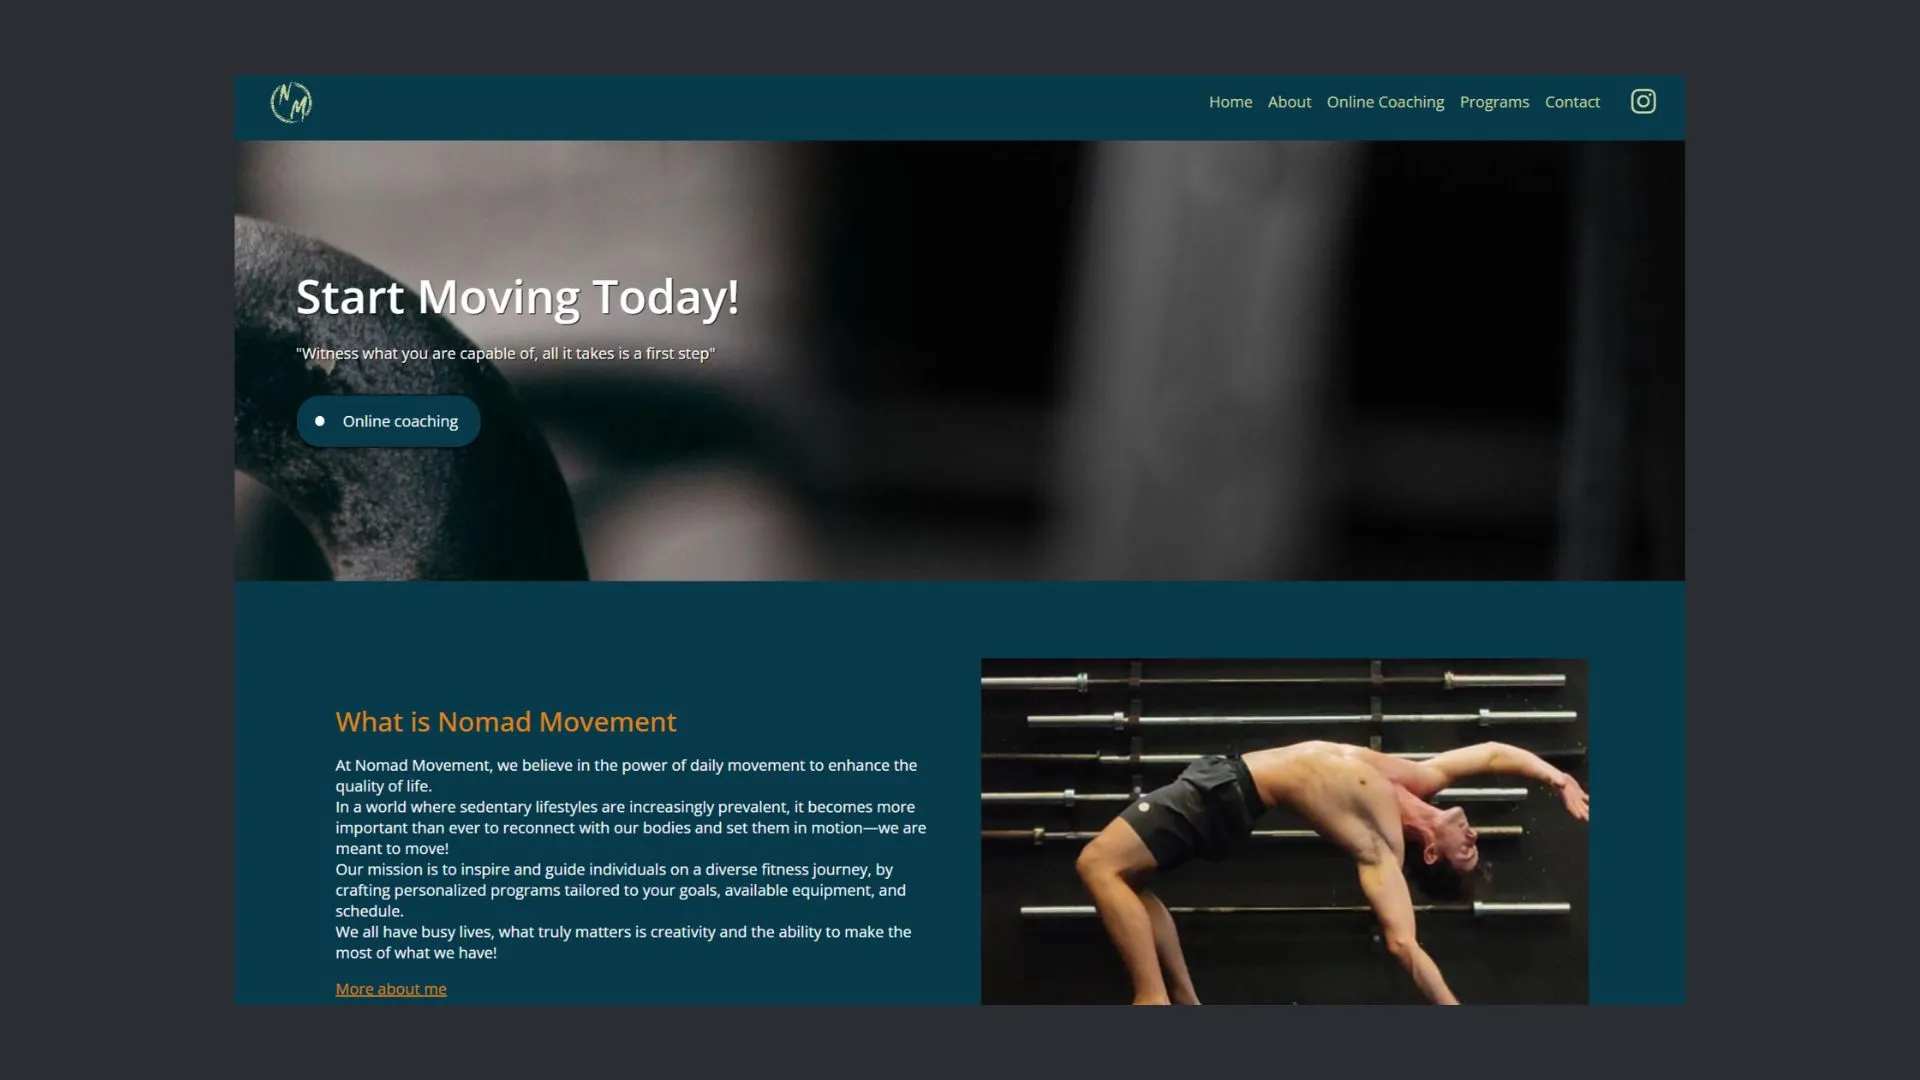 NM
Home About Online Coaching Programs Contact
Start Moving Today!
"Witness what you are capable of, all it takes is a first step"
Online coaching
What is Nomad Movement
At Nomad Movement, we believe in the power of daily movement to enhance the
quality of life.
In a world where sedentary lifestyles are increasingly prevalent, it becomes more
important than ever to reconnect with our bodies and set them in motion—we are
meant to move!
Our mission is to inspire and guide individuals on a diverse fitness journey, by
crafting personalized programs tailored to your goals, available equipment, and
schedule.
We all have busy lives, what truly matters is creativity and the ability to make the
most of what we have!
More about me